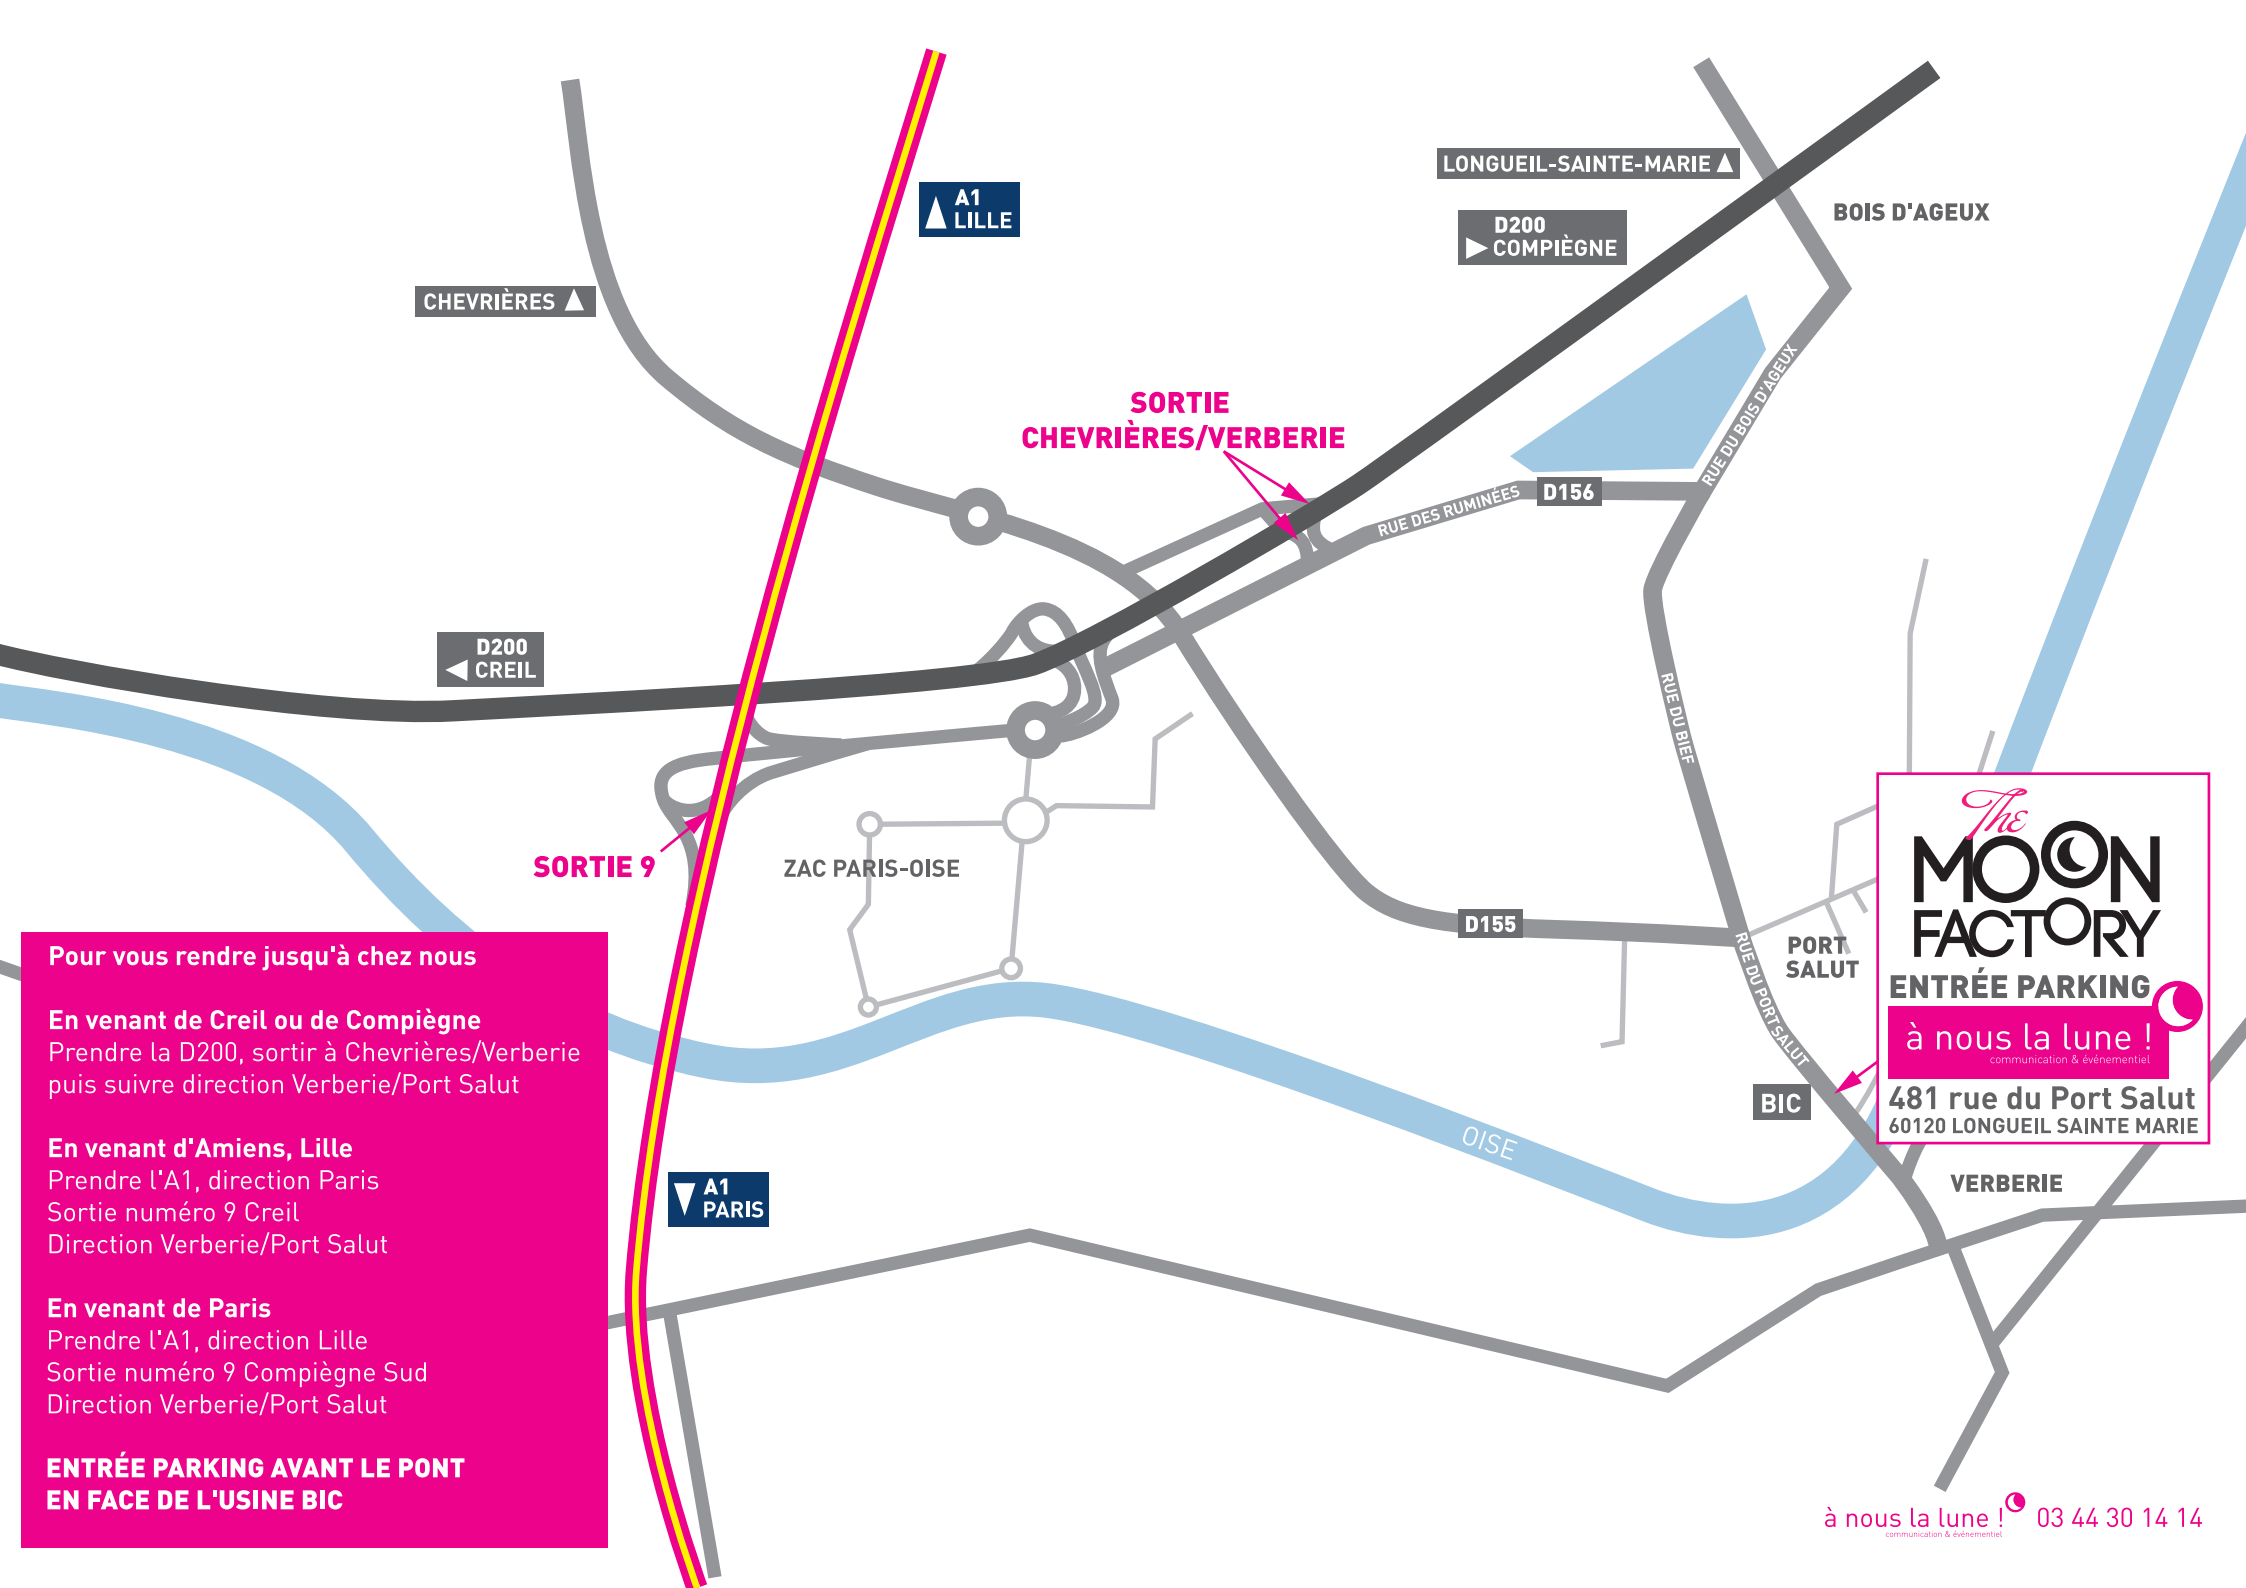 A1
LILLE
LONGUEIL-SAINTE-MARIE
BOIS D'AGEUX
D200
COMPIÈGNE
CHEVRIÈRES
SORTIE
CHEVRIÈRES/VERBERIE
RUE DU BOIS D'AGEUX
RUE DES RUMINÉES
D156
D200
CREIL
RUE DU BIEF
SORTIE 9
ZAC PARIS-OISE
D155
RUE DU PORT SALUT
PORT
SALUT
The
MOON
FACTORY
ENTRÉE PARKING
à nous la lune !
communication & événementiel
481 rue du Port Salut
60120 LONGUEIL SAINTE MARIE
BIC
OISE
VERBERIE
A1
PARIS
Pour vous rendre jusqu'à chez nous
En venant de Creil ou de Compiègne
Prendre la D200, sortir à Chevrières/Verberie
puis suivre direction Verberie/Port Salut
En venant d'Amiens, Lille
Prendre l'A1, direction Paris
Sortie numéro 9 Creil
Direction Verberie/Port Salut
En venant de Paris
Prendre l'A1, direction Lille
Sortie numéro 9 Compiègne Sud
Direction Verberie/Port Salut
ENTRÉE PARKING AVANT LE PONT
EN FACE DE L'USINE BIC
à nous la lune ! 03 44 30 14 14
communication & événementiel